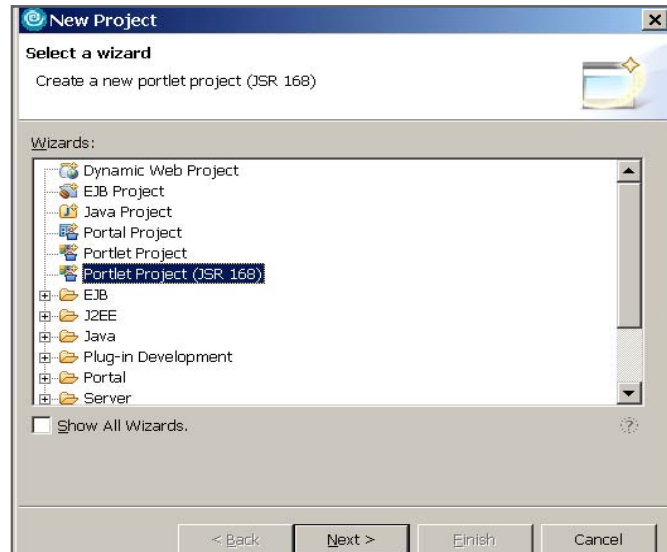 New Project
Select a wizard
Create a new portlet project (JSR 168)
Wizards:
Dynamic Web Project
EJB Project
Java Project
Portal Project
Portlet Project
Portlet Project (JSR 168)
EJB
J2EE
Java
Plug-in Development
Portal
Server
Show All Wizards.
< Back Next > Finish Cancel